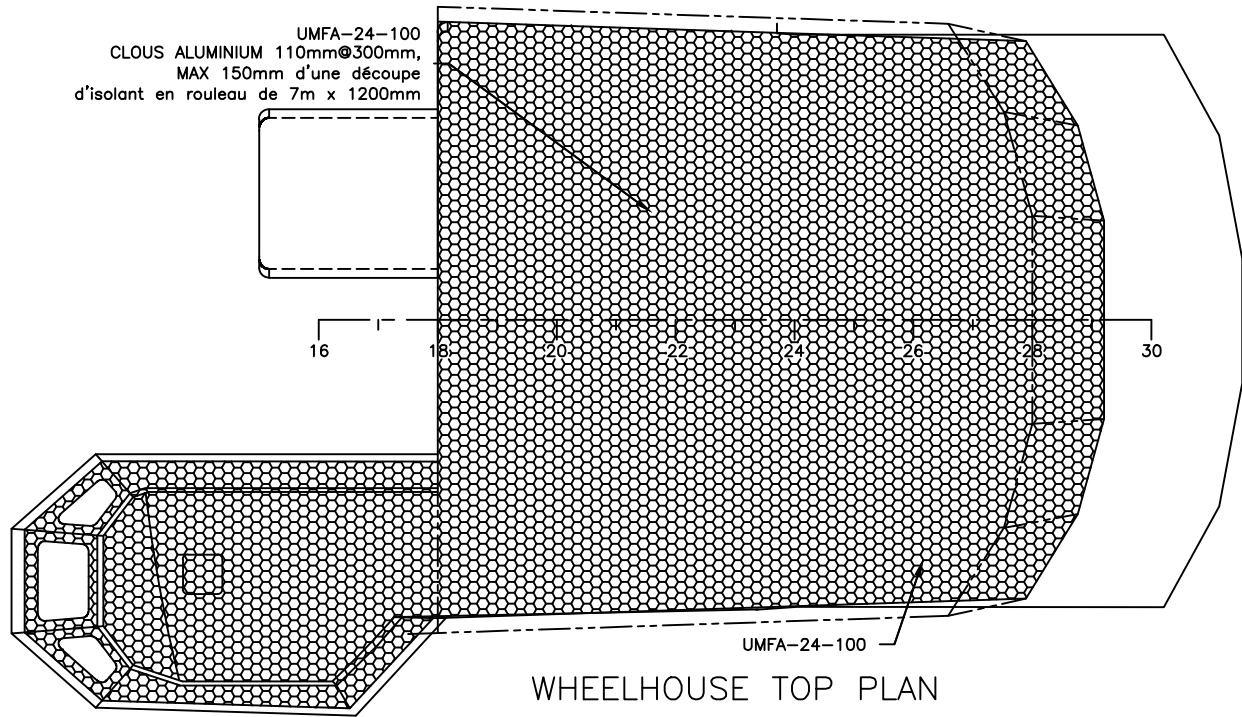 UMFA-24-100
CLOUS ALUMINIUM 110mm@300mm,
MAX 150mm d'une découpe
d'isolant en rouleau de 7m x 1200mm
16 18 20 22 24 26 28 30
UMFA-24-100
WHEELHOUSE TOP PLAN